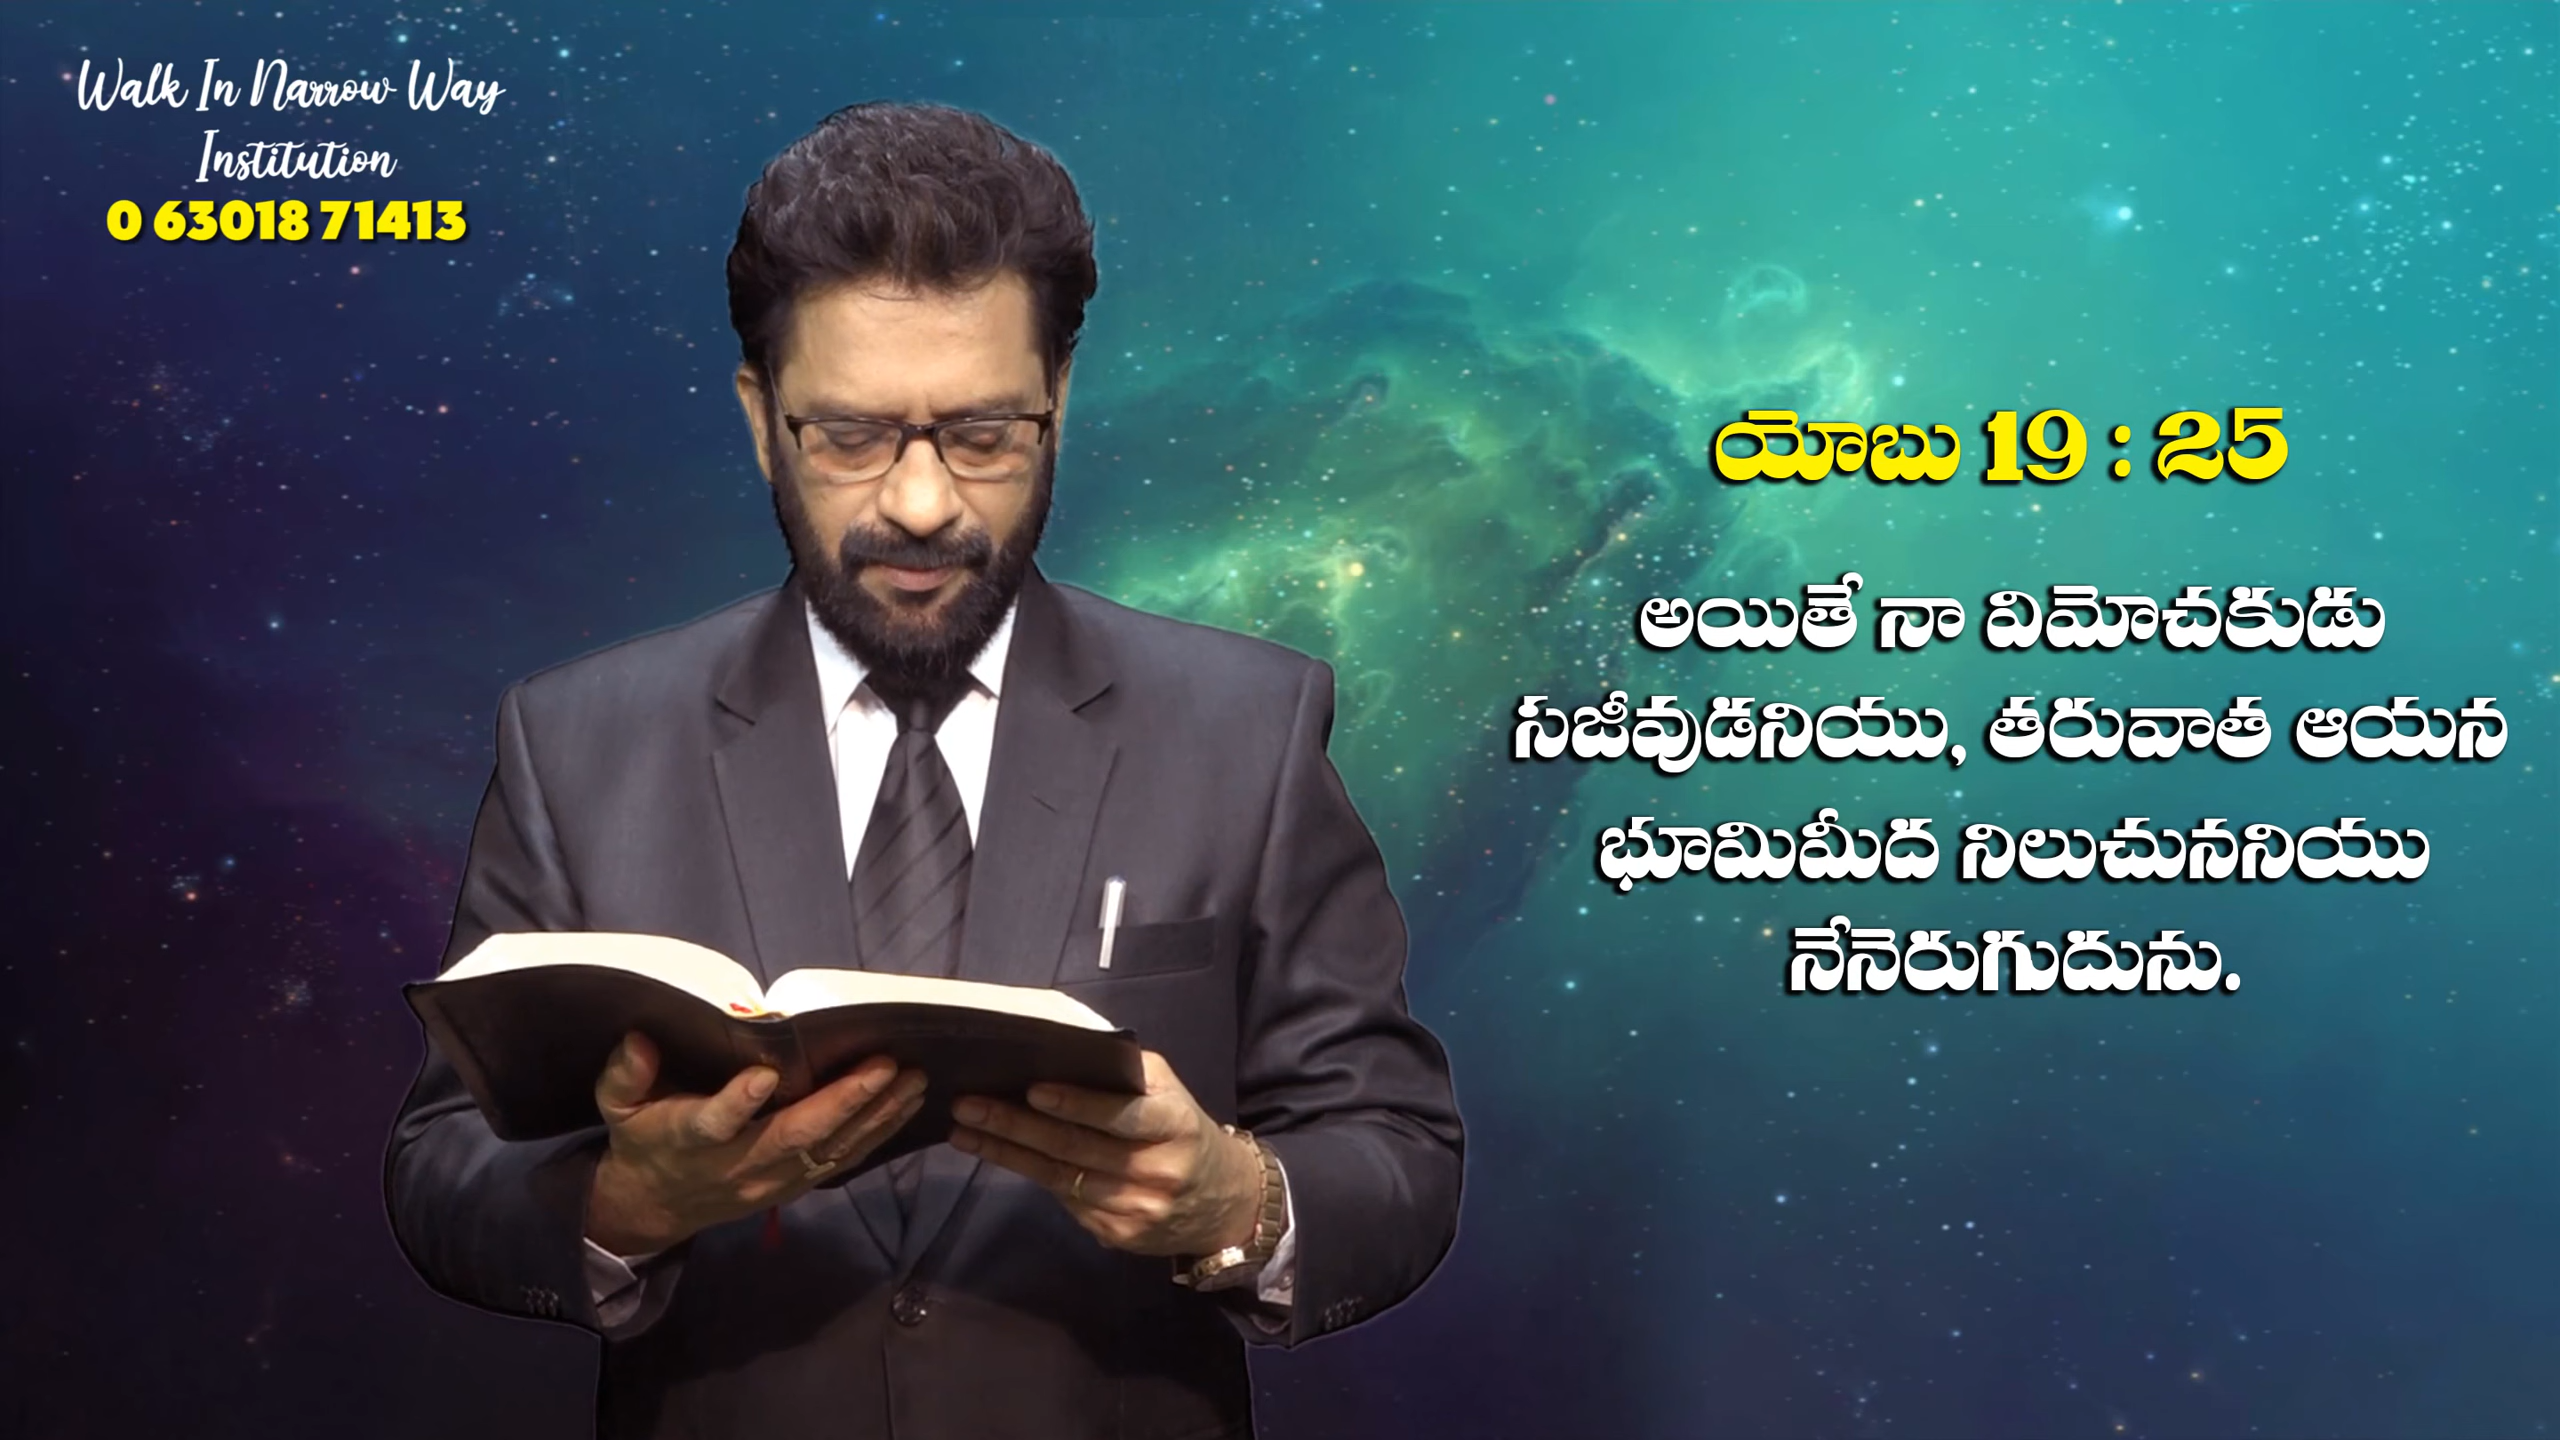 Walk In Narrow Way
Institution
0 63018 71413
యోబు 19 : 25
అయితే నా విమోచకుడు
సజీవుడనియు, తరువాత ఆయన
భూమిమీద నిలుచుననియు
నేనెరుగుదును.